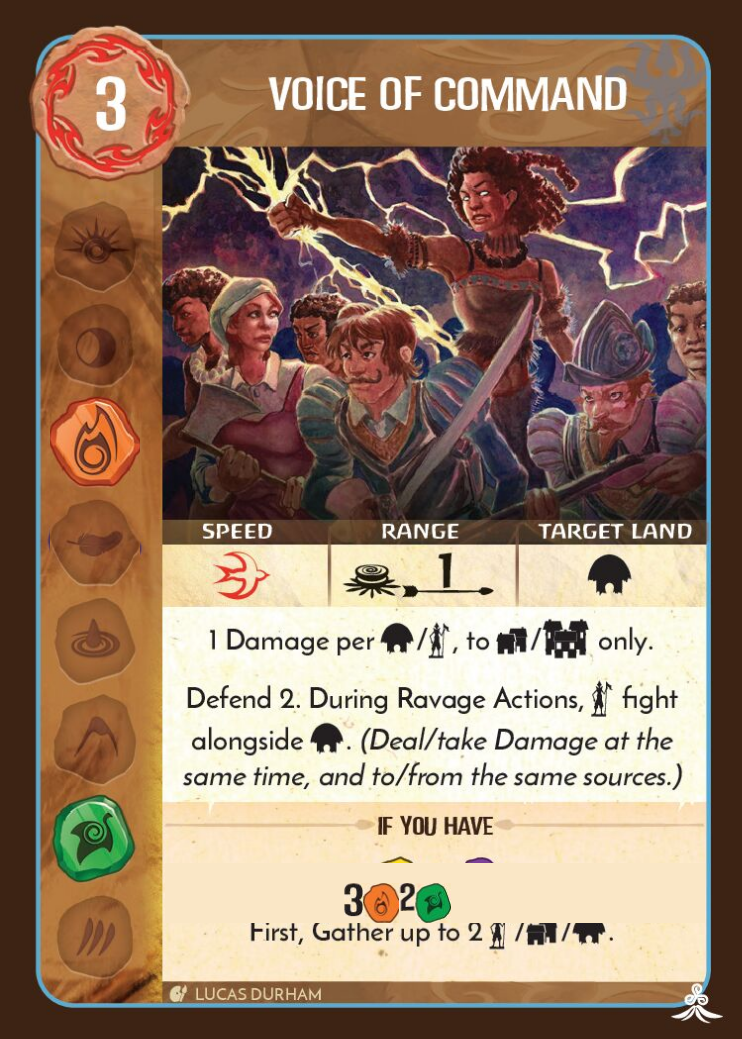 3
VOICE OF COMMAND
SPEED RANGE TARGET LAND
1
1 Damage per / , to / only.
Defend 2. During Ravage Actions, fight
alongside . (Deal/take Damage at the
same time, and to/from the same sources.)
IF YOU HAVE
3 2
First, Gather up to 2 / / .
LUCAS DURHAM